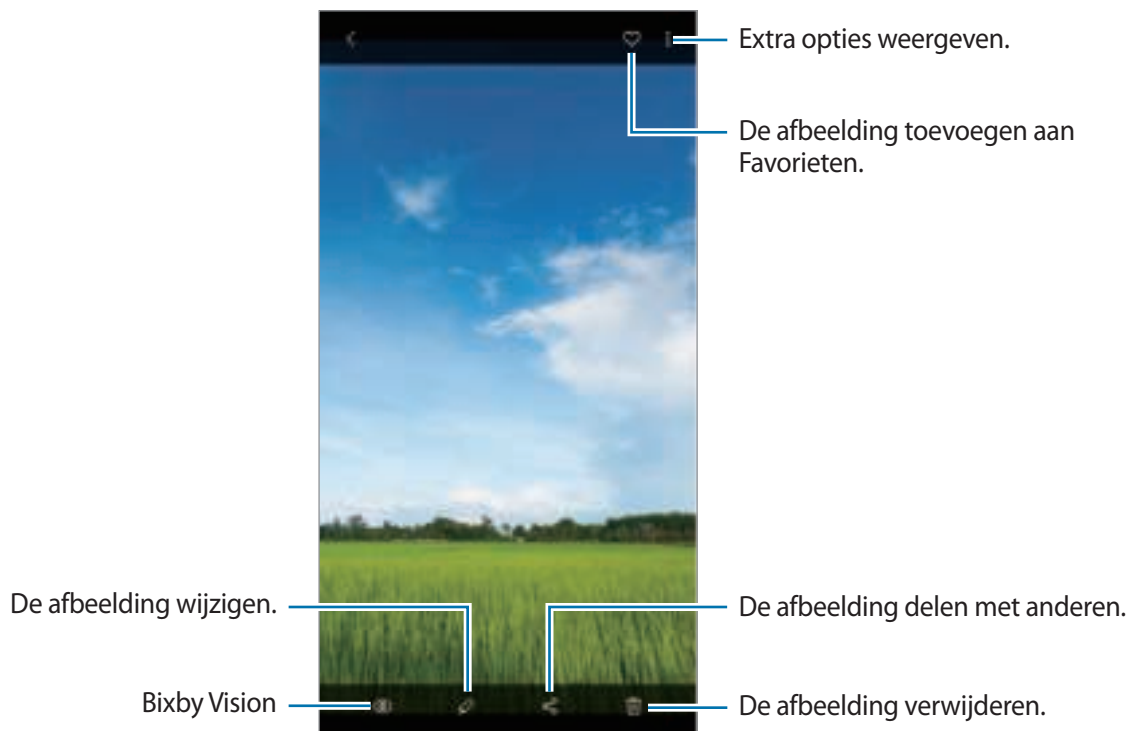 Extra opties weergeven.
De afbeelding toevoegen aan
Favorieten.
De afbeelding wijzigen.
De afbeelding delen met anderen.
Bixby Vision
De afbeelding verwijderen.